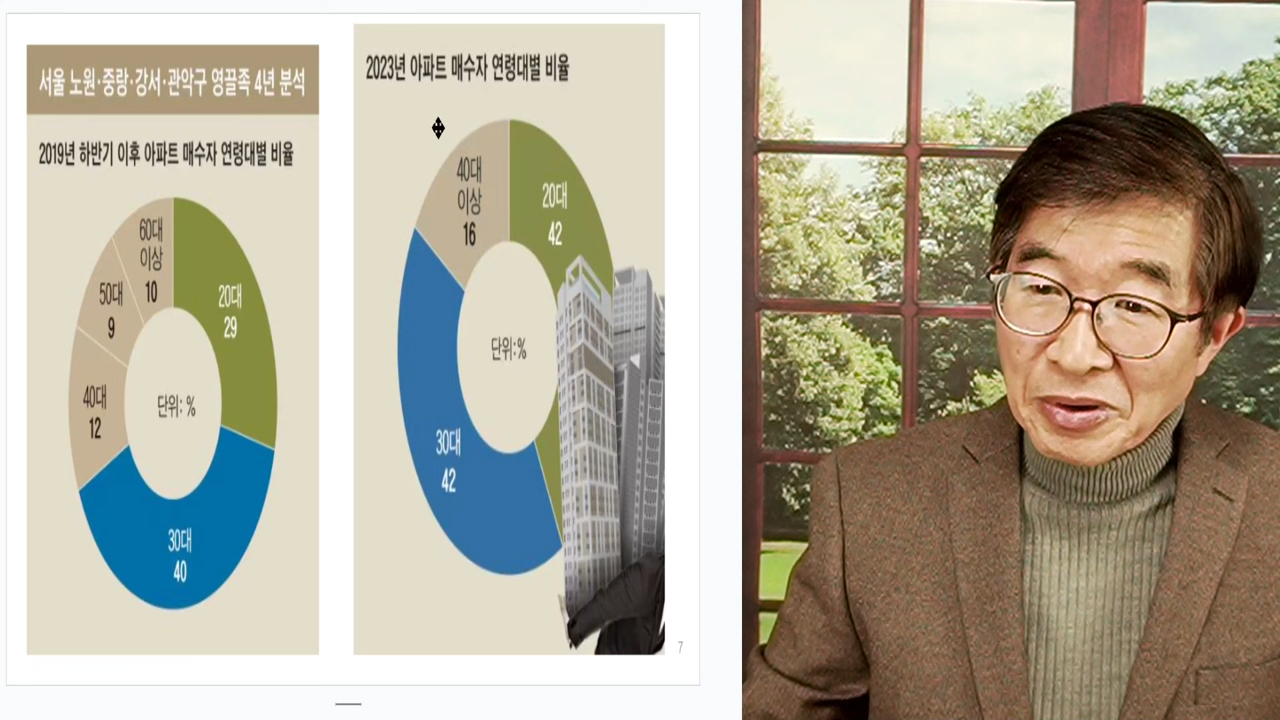 서울 노원·중랑·강서·관악구 영끌족 4년 분석
2019년 하반기 이후 아파트 매수자 연령대별 비율
60대
이상
10
20대
29
50대
9
40대
12
단위: %
30대
40
2023년 아파트 매수자 연령대별 비율
40대
이상
16
20대
42
단위:%
30대
42
7